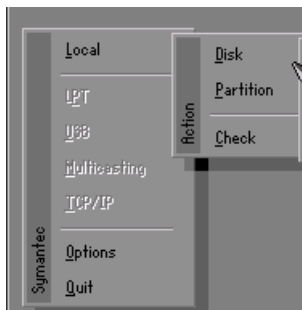 Local
LPT
USB
Multicasting
TCP/IP
Options
Quit
Symantec
Disk
Partition
Check
Action